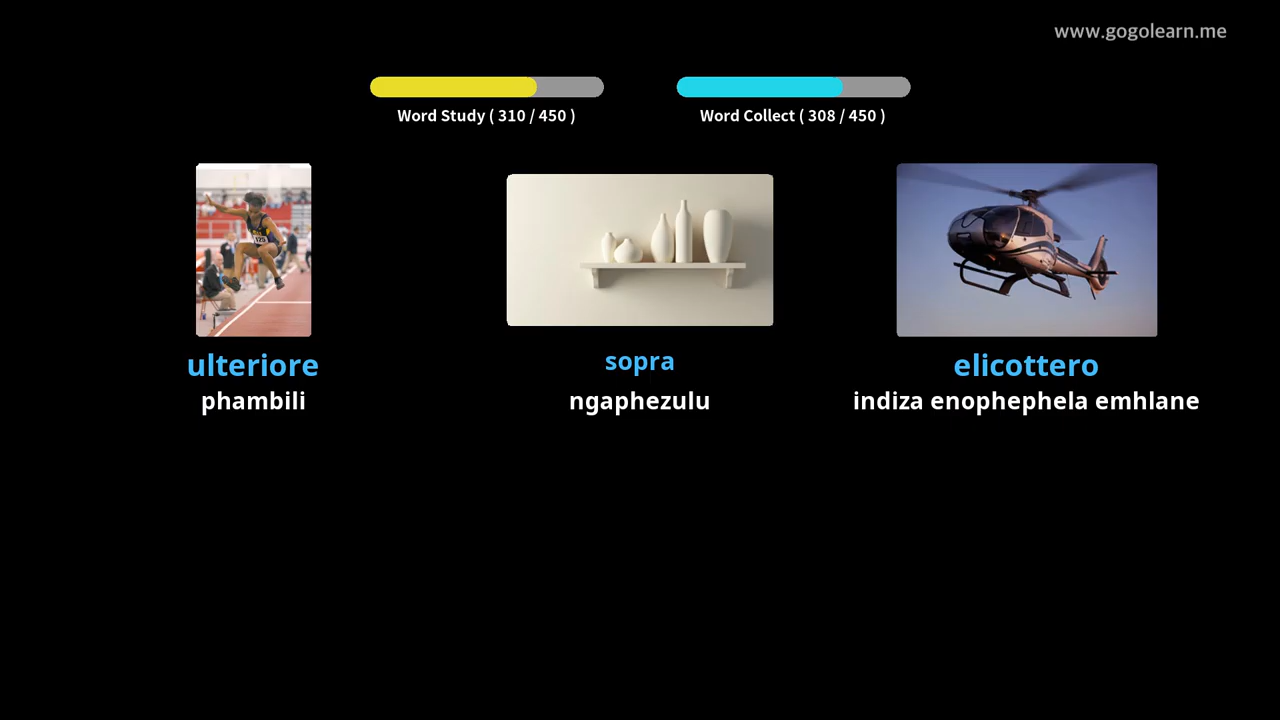 www.gogolearn.me
Word Study ( 310 / 450 )
Word Collect ( 308 / 450 )
125
ulteriore
phambili
sopra
ngaphezulu
elicottero
indiza enophephela emhlane